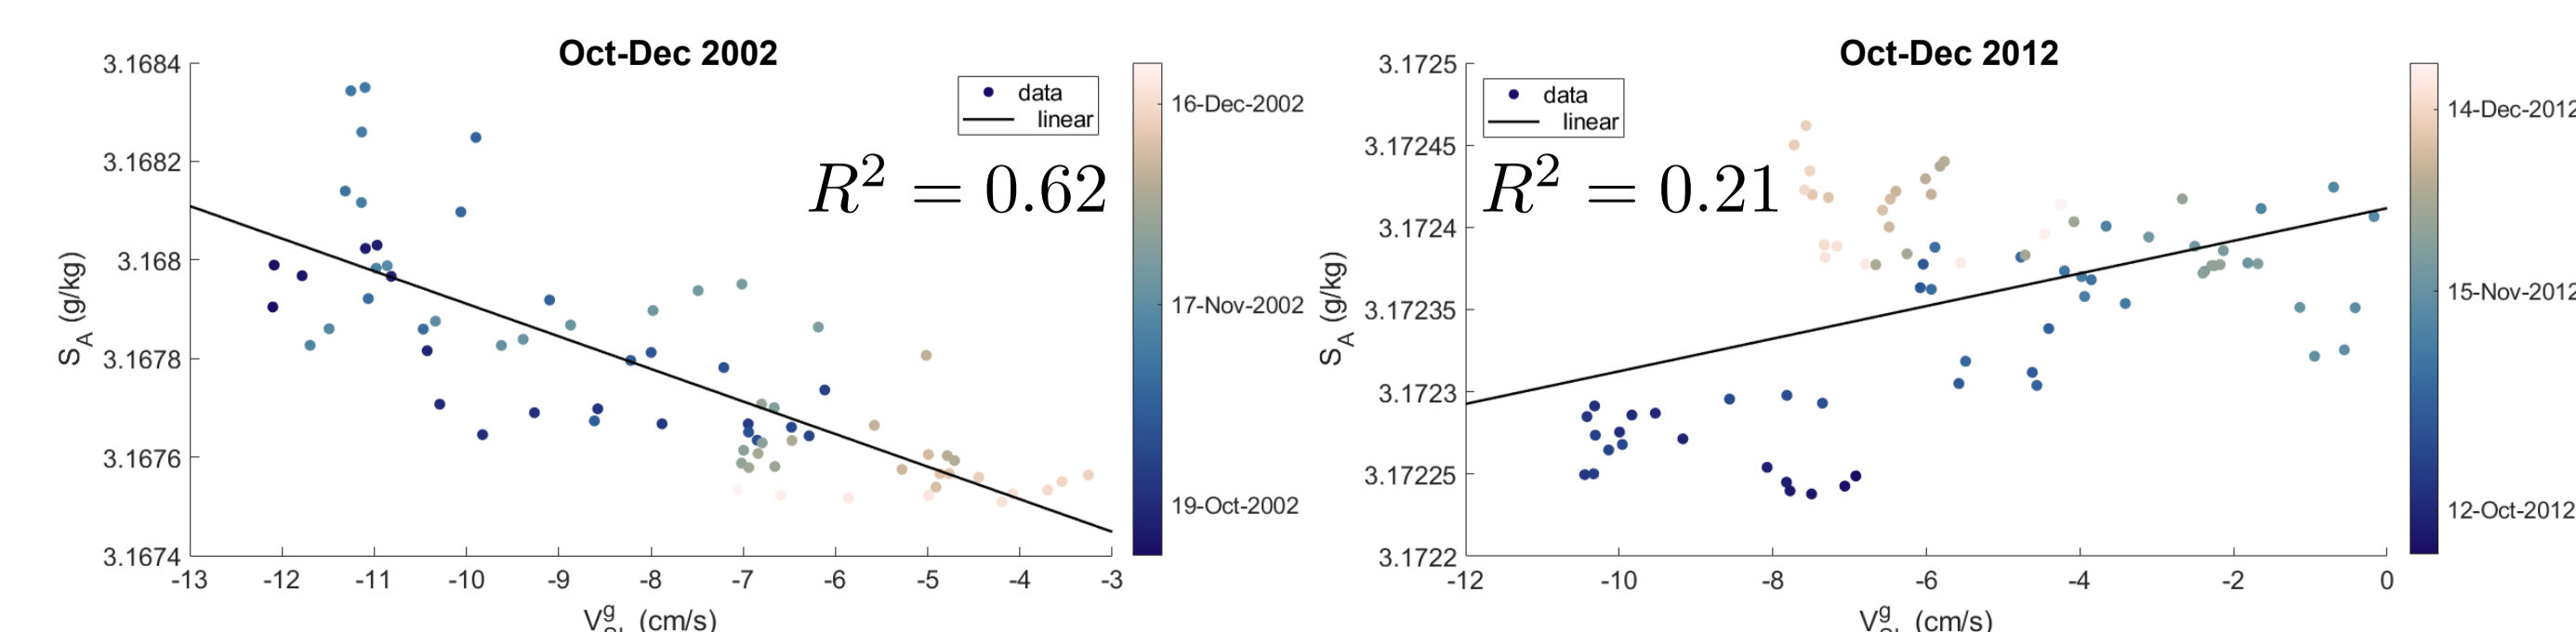 Oct-Dec 2002
3.1684
3.1682
3.168
3.1678
3.1676
3.1674
S_A (g/kg)
data
linear
R² = 0.62
-13 -12 -11 -10 -9 -8 -7 -6 -5 -4 -3
V^g (cm/s)
16-Dec-2002
17-Nov-2002
19-Oct-2002
Oct-Dec 2012
3.1725
3.17245
3.1724
3.17235
3.1723
3.17225
3.1722
S_A (g/kg)
data
linear
R² = 0.21
-12 -10 -8 -6 -4 -2 0
V^g (cm/s)
14-Dec-2012
15-Nov-2012
12-Oct-2012